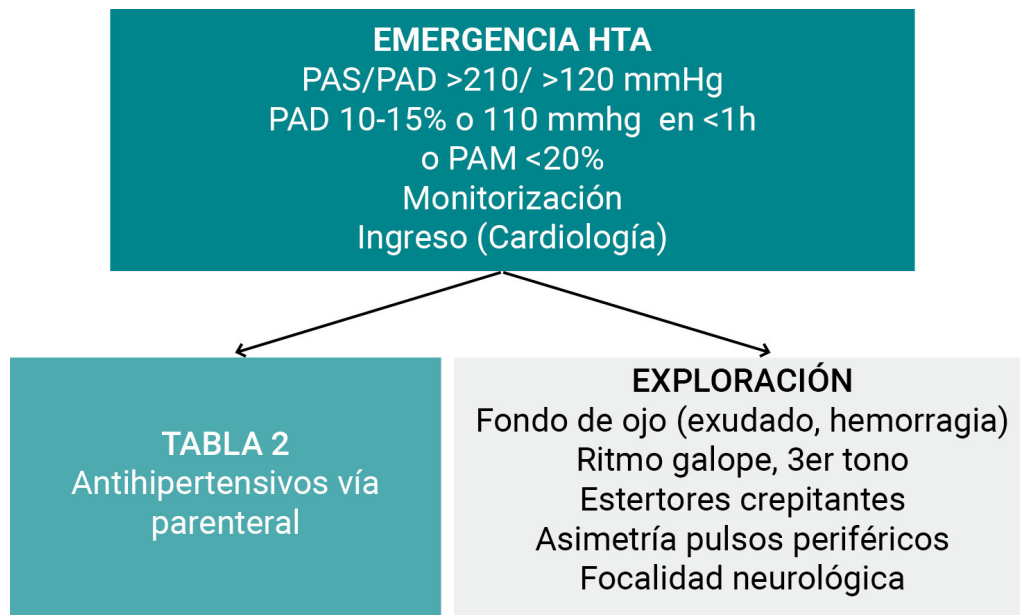 EMERGENCIA HTA
PAS/PAD >210/ >120 mmHg
PAD 10-15% o 110 mmhg en <1h
o PAM <20%
Monitorización
Ingreso (Cardiología)
TABLA 2
Antihipertensivos vía
parenteral
EXPLORACIÓN
Fondo de ojo (exudado, hemorragia)
Ritmo galope, 3er tono
Estertores crepitantes
Asimetría pulsos periféricos
Focalidad neurológica